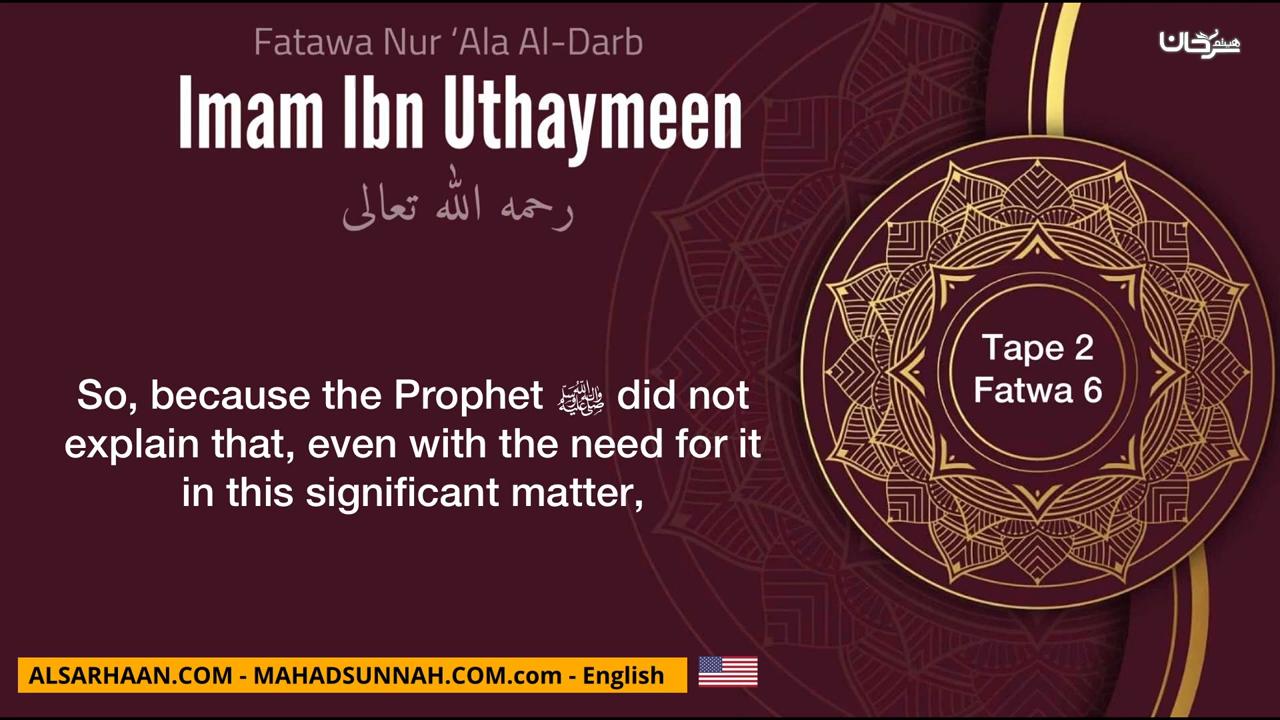 Fatawa Nur ‘Ala Al-Darb
Imam Ibn Uthaymeen
رحمه الله تعالى
هيثم سرحان
So, because the Prophet ﷺ did not
explain that, even with the need for it
in this significant matter,
Tape 2
Fatwa 6
ALSARHAAN.COM - MAHADSUNNAH.COM.com - English